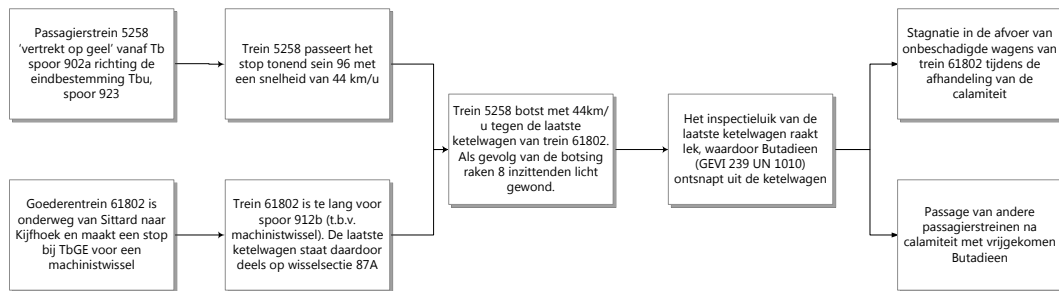 Passagierstrein 5258
'vertrekt op geel' vanaf Tb
spoor 902a richting de
eindbestemming Tbu,
spoor 923
Trein 5258 passeert het
stop tonend sein 96 met
een snelheid van 44 km/u
Goederentrein 61802 is
onderweg van Sittard naar
Kijfhoek en maakt een stop
bij TbGE voor een
machinistwissel
Trein 61802 is te lang voor
spoor 912b (t.b.v.
machinistwissel). De laatste
ketelwagen staat daardoor
deels op wisselsectie 87A
Trein 5258 botst met 44km/
u tegen de laatste
ketelwagen van trein 61802.
Als gevolg van de botsing
raken 8 inzittenden licht
gewond.
Het inspectieluik van de
laatste ketelwagen raakt
lek, waardoor Butadieen
(GEVI 239 UN 1010)
ontsnapt uit de ketelwagen
Stagnatie in de afvoer van
onbeschadigde wagens van
trein 61802 tijdens de
afhandeling van de
calamiteit
Passage van andere
passagierstreinen na
calamiteit met vrijgekomen
Butadieen